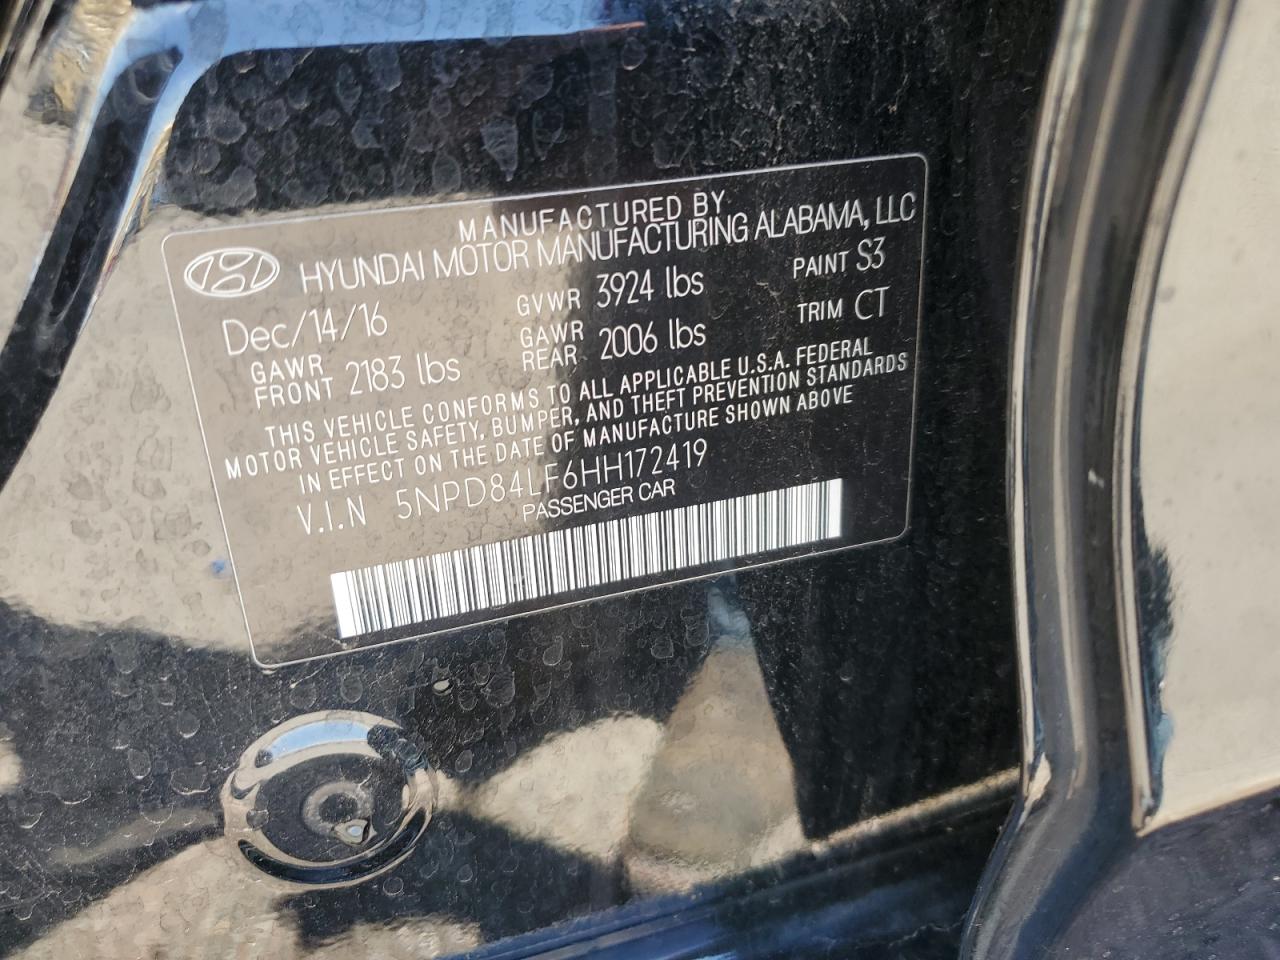 MANUFACTURED BY
HYUNDAI MOTOR MANUFACTURING ALABAMA, LLC
Dec/14/16 GVWR 3924 lbs PAINT S3
GAWR FRONT 2183 lbs GAWR REAR 2006 lbs TRIM CT
THIS VEHICLE CONFORMS TO ALL APPLICABLE U.S.A. FEDERAL
MOTOR VEHICLE SAFETY, BUMPER, AND THEFT PREVENTION STANDARDS
IN EFFECT ON THE DATE OF MANUFACTURE SHOWN ABOVE
V.I.N 5NPD84LF6HH172419
PASSENGER CAR